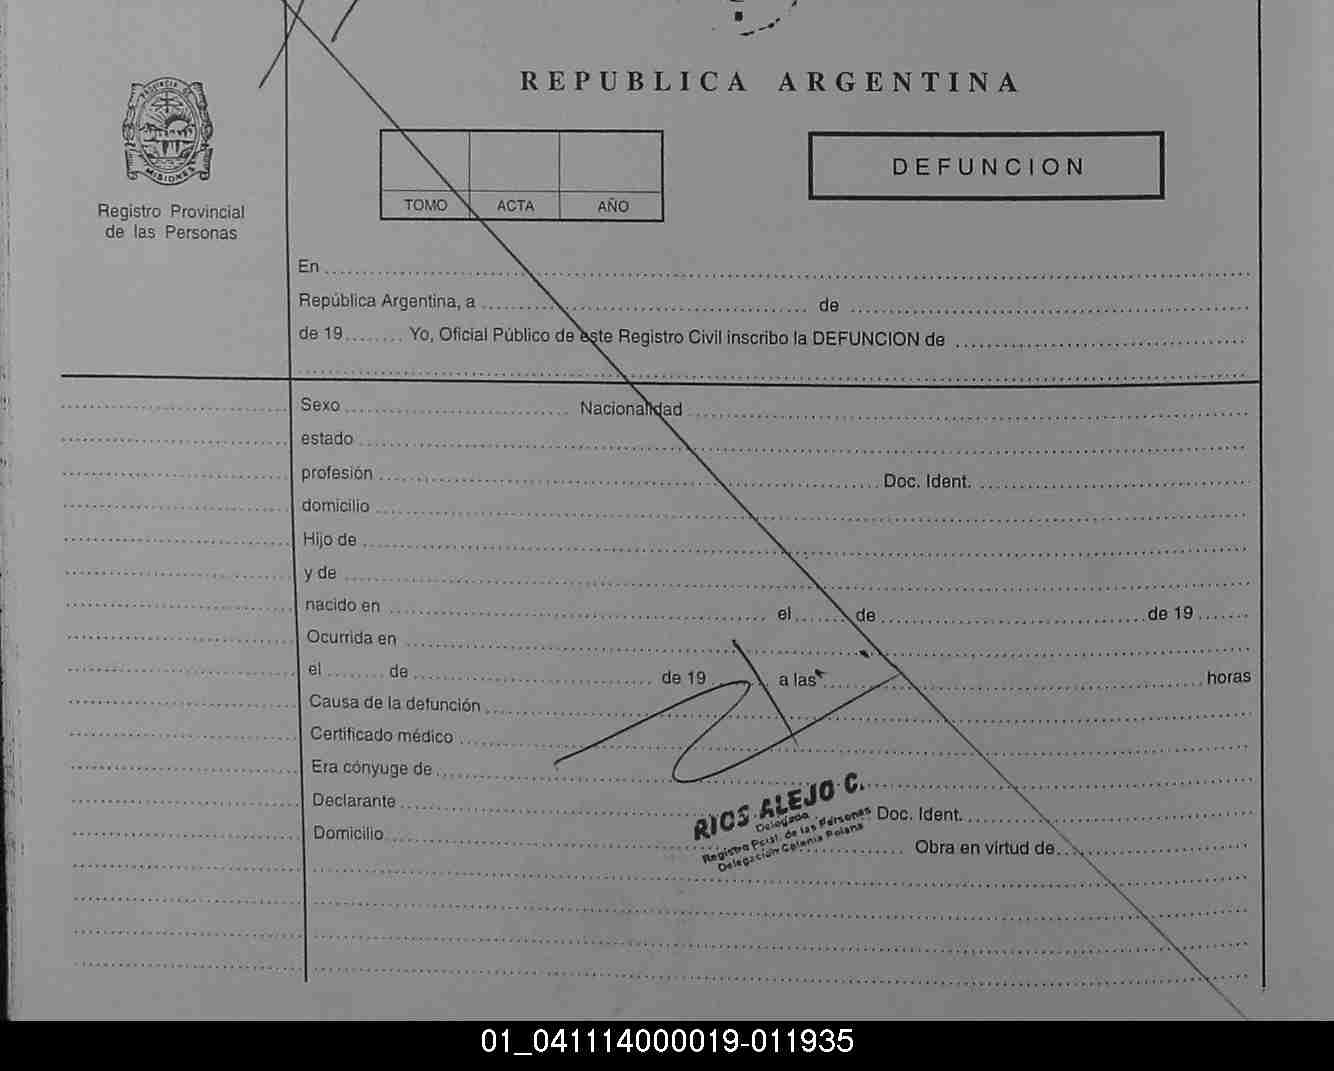 REPUBLICA ARGENTINA
PROVINCIA DE
MISIONES
Registro Provincial
de las Personas
DEFUNCION
TOMO ACTA AÑO
En
República Argentina, a de
de 19 Yo, Oficial Público de este Registro Civil inscribo la DEFUNCION de
Sexo Nacionalidad
estado
profesión Doc. Ident.
domicilio
Hijo de
y de
nacido en el de de 19
Ocurrida en
el de de 19 a las horas
Causa de la defunción
Certificado médico
Era cónyuge de
Declarante Doc. Ident.
Domicilio Obra en virtud de
RIOS ALEJO C.
Delegado
Registro Pcial. de las Personas
Delegación Colonia Polana
01_041114000019-011935